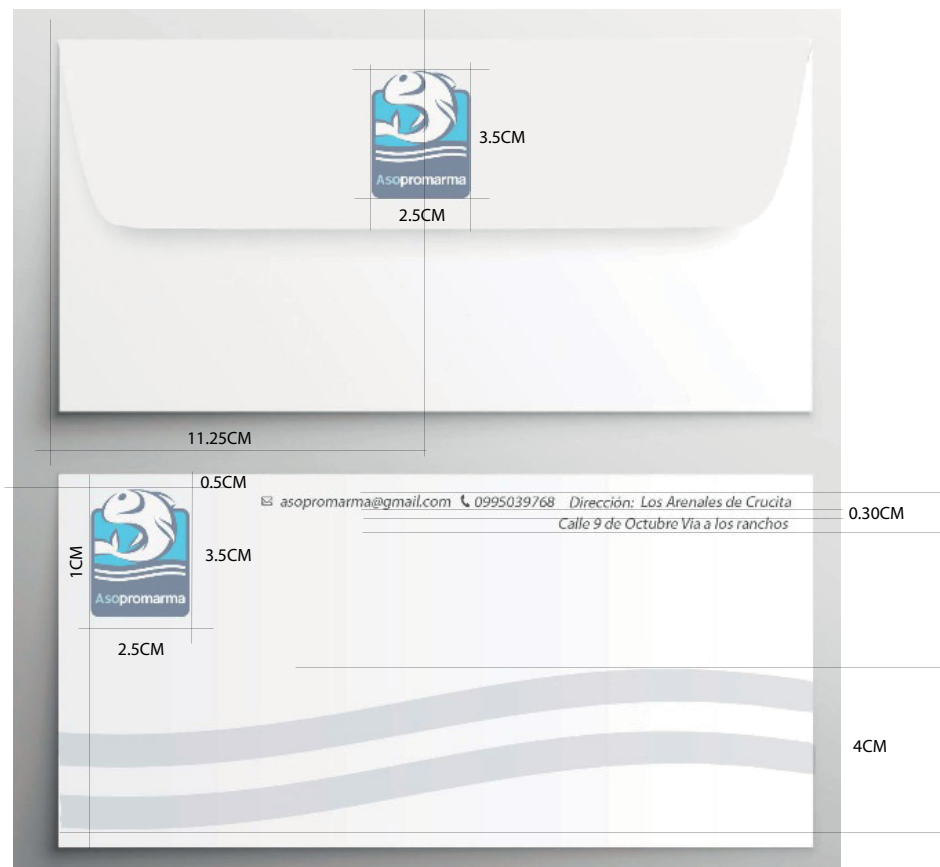 3.5CM
Asopromarma
2.5CM
11.25CM
0.5CM
asopromarma@gmail.com 0995039768 Dirección: Los Arenales de Crucita
0.30CM
Calle 9 de Octubre Via a los ranchos
1CM
3.5CM
Asopromarma
2.5CM
4CM